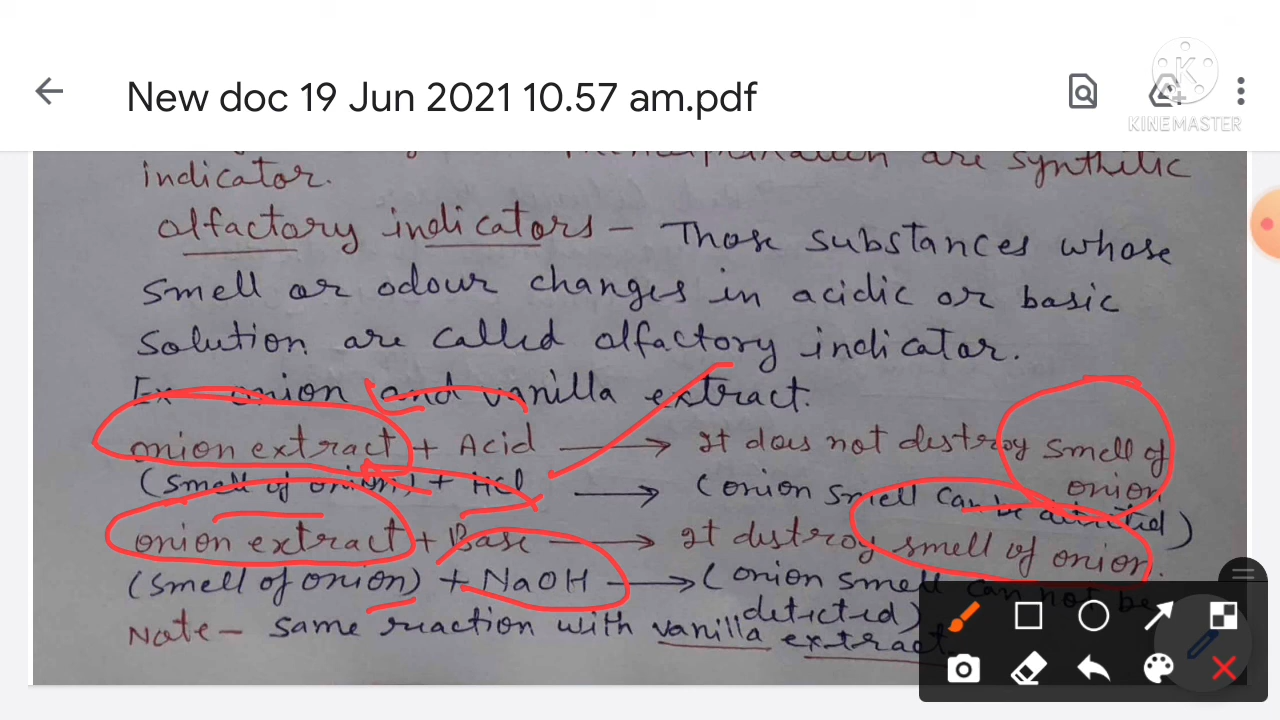 New doc 19 Jun 2021 10.57 am.pdf
KINEMASTER
are synthetic
indicator.
olfactory indicators - Those substances whose
smell or odour changes in acidic or basic
solution are called olfactory indicator.
Ex- onion and vanilla extract.
onion extract + Acid → It does not destroy smell of onion
(smell of onion) + HCl → (onion smell can be detected)
onion extract + Base → It distroy smell of onion.
(smell of onion) + NaOH → (onion smell can not be detected)
Note - same reaction with vanilla extract